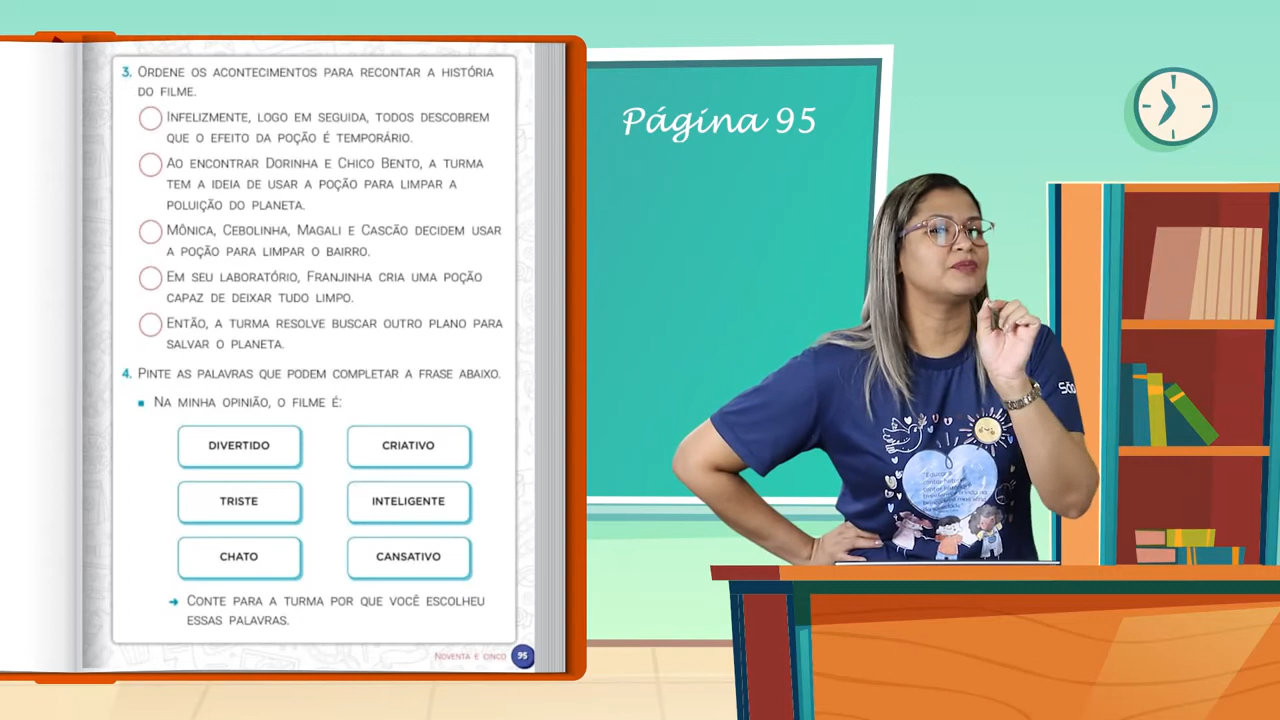 3. ORDENE OS ACONTECIMENTOS PARA RECONTAR A HISTÓRIA
DO FILME.
INFELIZMENTE, LOGO EM SEGUIDA, TODOS DESCOBREM
QUE O EFEITO DA POÇÃO É TEMPORÁRIO.
AO ENCONTRAR DORINHA E CHICO BENTO, A TURMA
TEM A IDEIA DE USAR A POÇÃO PARA LIMPAR A
POLUIÇÃO DO PLANETA.
MÔNICA, CEBOLINHA, MAGALI E CASCÃO DECIDEM USAR
A POÇÃO PARA LIMPAR O BAIRRO.
EM SEU LABORATÓRIO, FRANJINHA CRIA UMA POÇÃO
CAPAZ DE DEIXAR TUDO LIMPO.
ENTÃO, A TURMA RESOLVE BUSCAR OUTRO PLANO PARA
SALVAR O PLANETA.
4. PINTE AS PALAVRAS QUE PODEM COMPLETAR A FRASE ABAIXO.
NA MINHA OPINIÃO, O FILME É:
DIVERTIDO CRIATIVO
TRISTE INTELIGENTE
CHATO CANSATIVO
CONTE PARA A TURMA POR QUE VOCÊ ESCOLHEU
ESSAS PALAVRAS.
NOVENTA E CINCO 95
Página 95
São